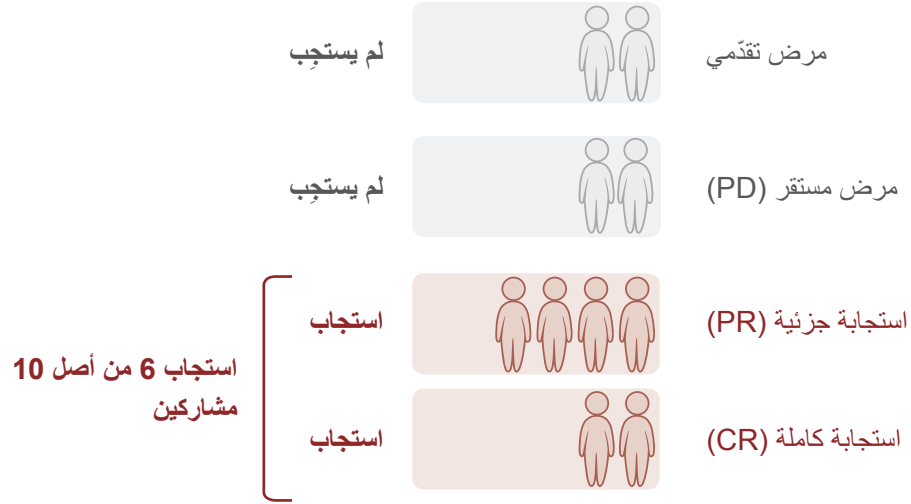 مرض تقدّمي
لم يستجِب
مرض مستقر (PD)
لم يستجِب
استجابة جزئية (PR)
استجاب
استجابة كاملة (CR)
استجاب
استجاب 6 من أصل 10
مشاركين